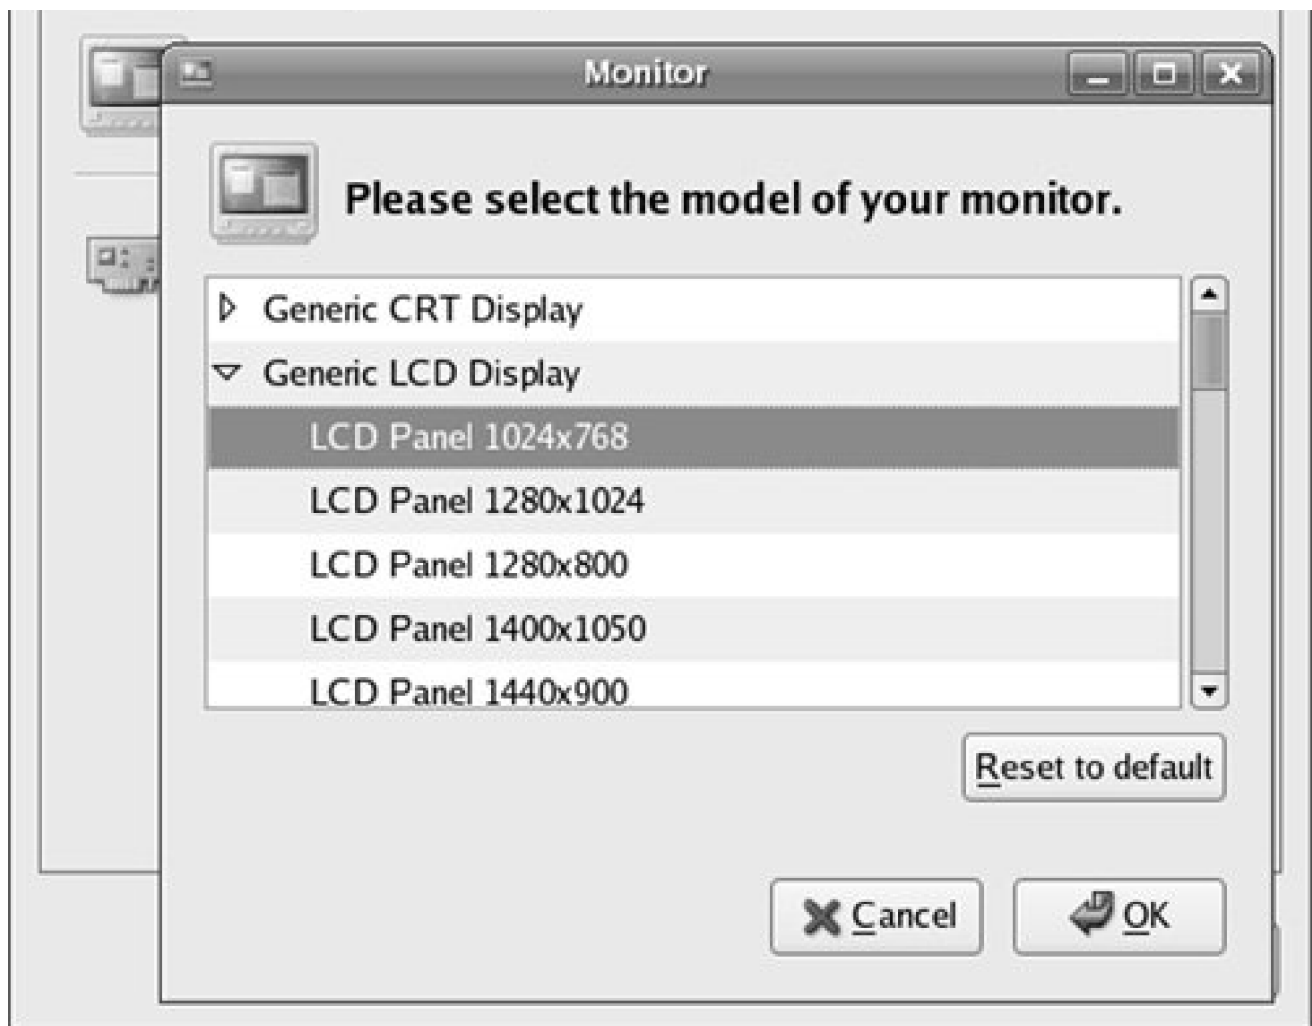 Monitor
Please select the model of your monitor.
Generic CRT Display
Generic LCD Display
LCD Panel 1024x768
LCD Panel 1280x1024
LCD Panel 1280x800
LCD Panel 1400x1050
LCD Panel 1440x900
Reset to default
Cancel
OK